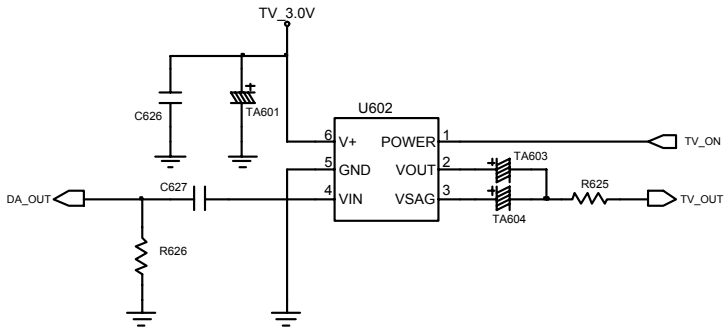 TV_3.0V
C626
TA601
U602
6 V+ POWER 1
TV_ON
5 GND VOUT 2
TA603
DA_OUT
C627
4 VIN VSAG 3
R625
TV_OUT
TA604
R626